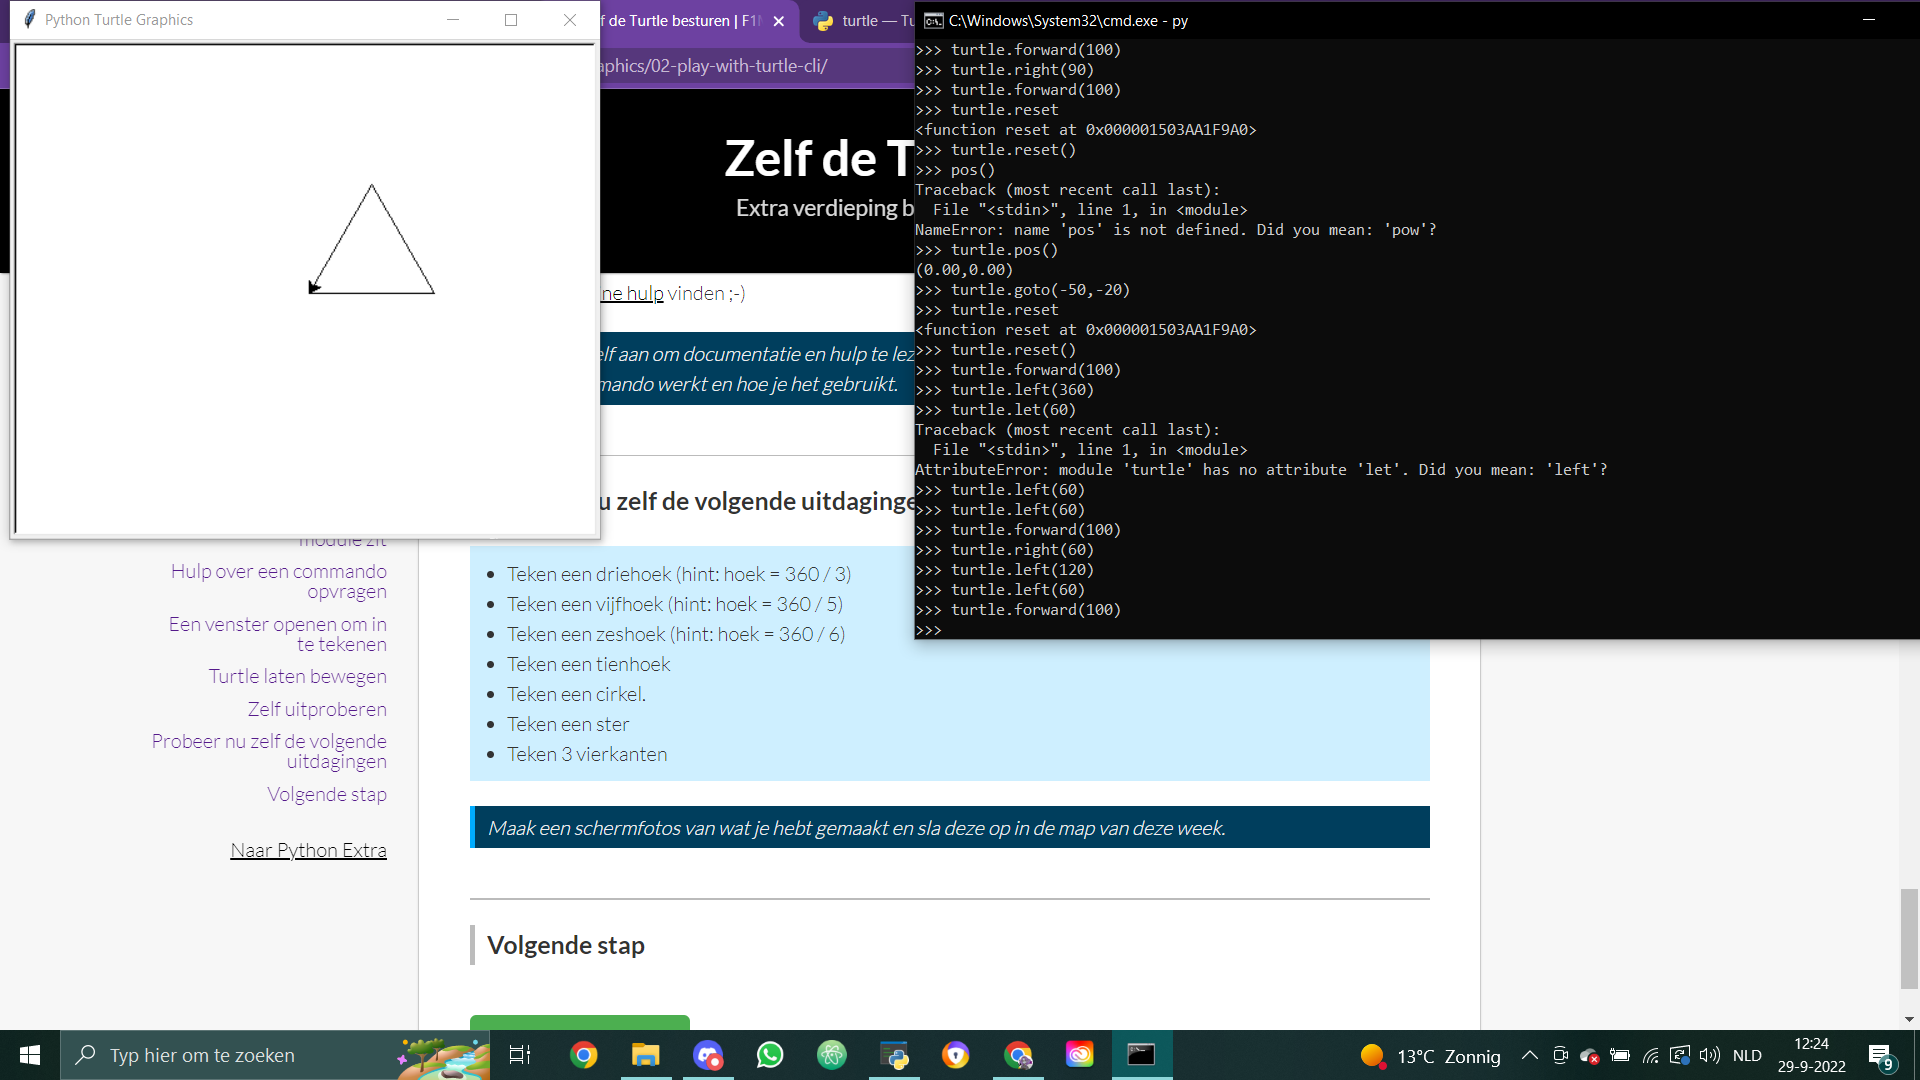 Python Turtle Graphics
f de Turtle besturen | F1
turtle — Tu
C:\Windows\System32\cmd.exe - py
aphics/02-play-with-turtle-cli/
Zelf de T
Extra verdieping b
ne hulp vinden ;-)
elf aan om documentatie en hulp te lez
mando werkt en hoe je het gebruikt.
u zelf de volgende uitdaginge
>>> turtle.forward(100)
>>> turtle.right(90)
>>> turtle.forward(100)
>>> turtle.reset
<function reset at 0x000001503AA1F9A0>
>>> turtle.reset()
>>> pos()
Traceback (most recent call last):
  File "<stdin>", line 1, in <module>
NameError: name 'pos' is not defined. Did you mean: 'pow'?
>>> turtle.pos()
(0.00,0.00)
>>> turtle.goto(-50,-20)
>>> turtle.reset
<function reset at 0x000001503AA1F9A0>
>>> turtle.reset()
>>> turtle.forward(100)
>>> turtle.left(360)
>>> turtle.let(60)
Traceback (most recent call last):
  File "<stdin>", line 1, in <module>
AttributeError: module 'turtle' has no attribute 'let'. Did you mean: 'left'?
>>> turtle.left(60)
>>> turtle.left(60)
>>> turtle.forward(100)
>>> turtle.right(60)
>>> turtle.left(120)
>>> turtle.left(60)
>>> turtle.forward(100)
>>>
module zit
Hulp over een commando
opvragen
Een venster openen om in
te tekenen
Turtle laten bewegen
Zelf uitproberen
Probeer nu zelf de volgende
uitdagingen
Volgende stap
Naar Python Extra
• Teken een driehoek (hint: hoek = 360 / 3)
• Teken een vijfhoek (hint: hoek = 360 / 5)
• Teken een zeshoek (hint: hoek = 360 / 6)
• Teken een tienhoek
• Teken een cirkel.
• Teken een ster
• Teken 3 vierkanten
Maak een schermfotos van wat je hebt gemaakt en sla deze op in de map van deze week.
Volgende stap
Typ hier om te zoeken
13°C Zonnig
NLD
12:24
29-9-2022
9